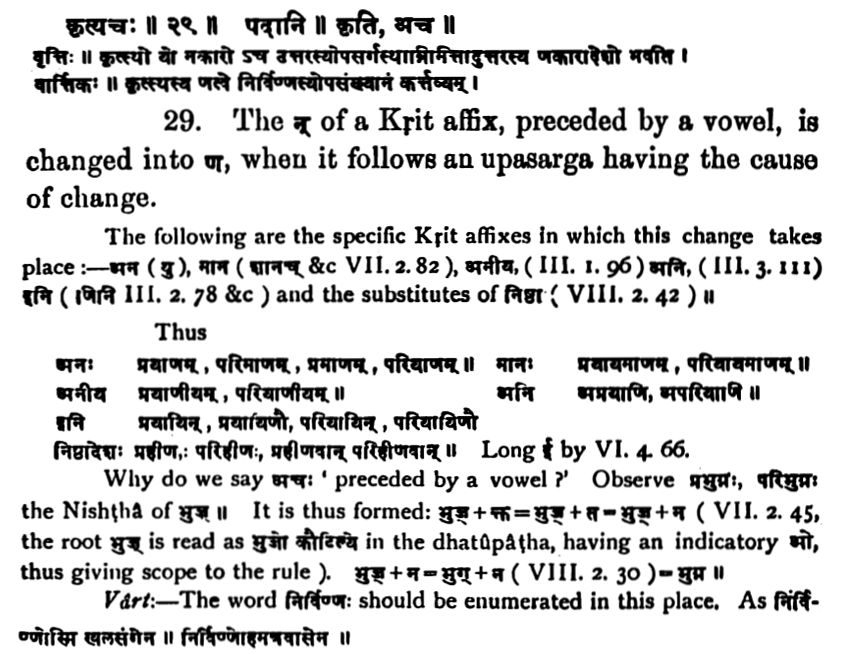 कृत्यचः ॥ २९ ॥ पदानि ॥ कृति, अच ॥
वृत्तिः ॥ कृत्स्थो यो नकारो ऽच उत्तरस्योपसर्गस्थान्निमित्तादुत्तरस्य णकारादेशो भवति ।
वार्त्तिकः ॥ कृत्स्थस्य णत्वे निर्विण्णस्योपसंख्यानं कर्त्तव्यम् ।
29. The न् of a Kṛit affix, preceded by a vowel, is
changed into ण, when it follows an upasarga having the cause
of change.
The following are the specific Kṛit affixes in which this change takes
place :—अन ( यु ), मान ( शानच् &c VII. 2. 82 ), अनीय, ( III. 1. 96 ) अनि, ( III. 3. 111 )
इनि ( णिनि III. 2. 78 &c ) and the substitutes of निष्ठा ( VIII. 2. 42 ) ॥
Thus
अनः प्रयाणम् , परिमाणम् , प्रमाणम् , परियाणम् ॥ मानः प्रयायमाणम् , परियायमाणम् ॥
अनीय प्रयाणीयम् , परियाणीयम् ॥ अनि अप्रयाणि, अपरियाणि ॥
इनि प्रयायिन् , प्रयायिणौ, परियायिन् , परियायिणौ
निष्ठादेशः प्रहीण,ः परिहीणः, प्रहीणवान् परिहीणवान् ॥ Long ई by VI. 4. 66.
Why do we say अचः ' preceded by a vowel ?' Observe प्रभुग्नः, परिभुग्नः
the Nishṭhâ of भुज् ॥ It is thus formed: भुज् + क्त = भुज् + त = भुज् + न ( VII. 2. 45,
the root भुज् is read as भुजो कौटिल्ये in the dhatûpâṭha, having an indicatory ओ,
thus giving scope to the rule ). भुज् + न = भुग् + न ( VIII. 2. 30 ) = भुग्न ॥
Vârt:—The word निर्विण्णः should be enumerated in this place. As निर्वि-
ण्णोस्मि खलसंगेन ॥ निर्विण्णोहमत्रवासेन ॥